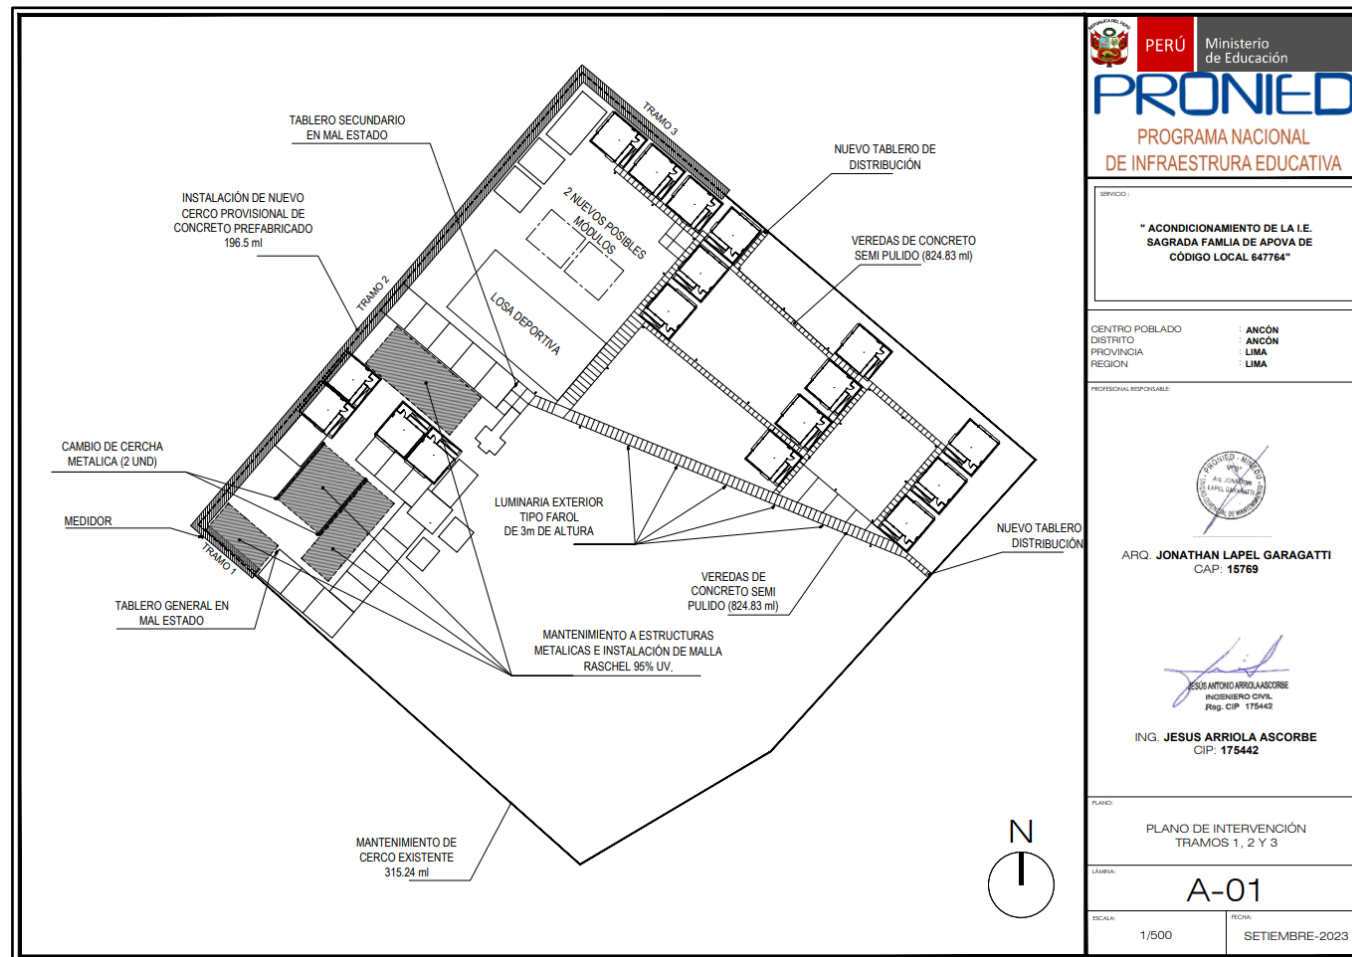 TABLERO SECUNDARIO
EN MAL ESTADO
TRAMO 3
NUEVO TABLERO DE
DISTRIBUCIÓN
INSTALACIÓN DE NUEVO
CERCO PROVISIONAL DE
CONCRETO PREFABRICADO
196.5 ml
2 NUEVOS POSIBLES
MÓDULOS
VEREDAS DE CONCRETO
SEMI PULIDO (824.83 ml)
TRAMO 2
LOSA DEPORTIVA
CAMBIO DE CERCHA
METALICA (2 UND)
MEDIDOR
TRAMO 1
LUMINARIA EXTERIOR
TIPO FAROL
DE 3m DE ALTURA
NUEVO TABLERO
DISTRIBUCIÓN
VEREDAS DE
CONCRETO SEMI
PULIDO (824.83 ml)
TABLERO GENERAL EN
MAL ESTADO
MANTENIMIENTO A ESTRUCTURAS
METALICAS E INSTALACIÓN DE MALLA
RASCHEL 95% UV.
MANTENIMIENTO DE
CERCO EXISTENTE
315.24 ml
N
PERÚ
Ministerio
de Educación
PRONIED
PROGRAMA NACIONAL
DE INFRAESTRURA EDUCATIVA
SERVICIO :
" ACONDICIONAMIENTO DE LA I.E.
SAGRADA FAMLIA DE APOVA DE
CÓDIGO LOCAL 647764"
CENTRO POBLADO : ANCÓN
DISTRITO : ANCÓN
PROVINCIA : LIMA
REGION : LIMA
PROFESIONAL RESPONSABLE:
ARQ. JONATHAN LAPEL GARAGATTI
CAP: 15769
JESÚS ANTONIO ARRIOLA ASCORBE
INGENIERO CIVIL
Reg. CIP 175442
ING. JESUS ARRIOLA ASCORBE
CIP: 175442
PLANO:
PLANO DE INTERVENCIÓN
TRAMOS 1, 2 Y 3
LÁMINA:
A-01
ESCALA:
1/500
FECHA:
SETIEMBRE-2023